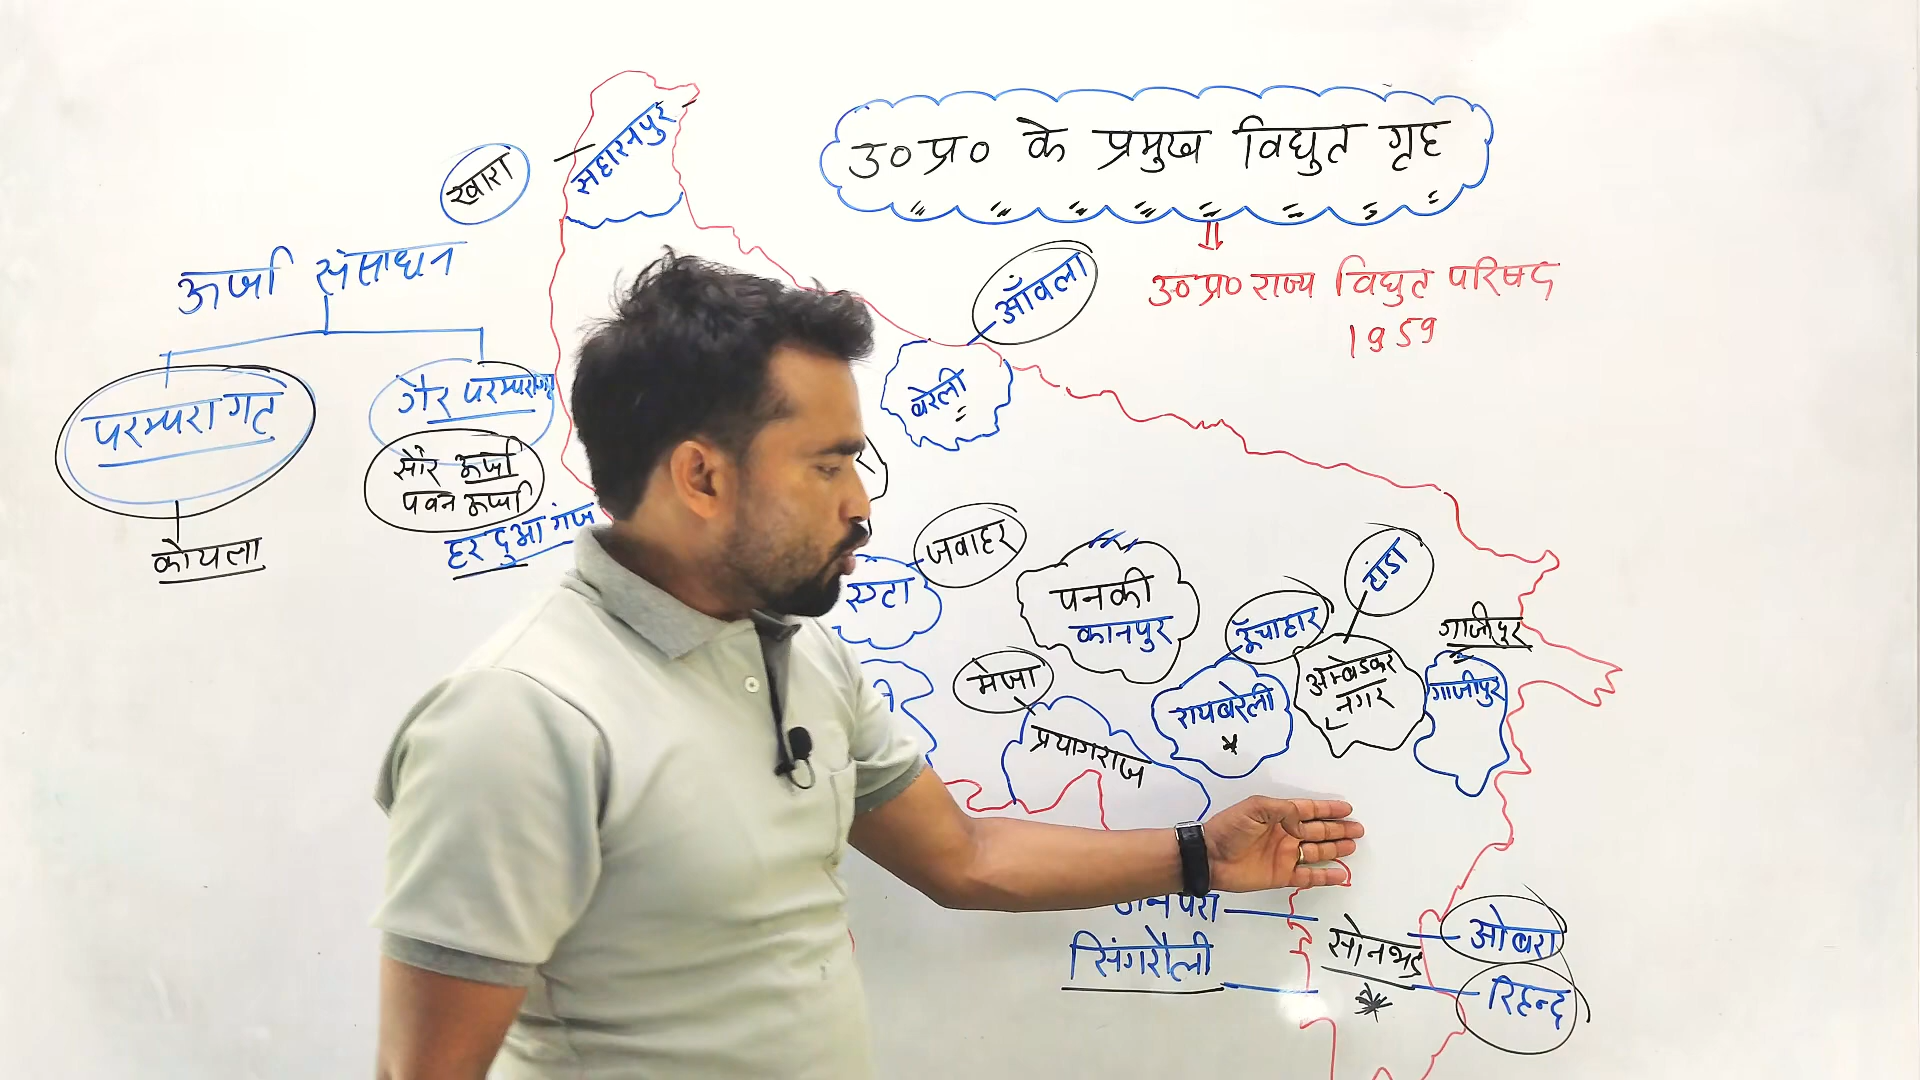 उ०प्र० के प्रमुख विद्युत गृह
उ०प्र० राज्य विद्युत परिषद
1959
सहारनपुर
खारा
ऊर्जा संसाधन
परम्परागत
कोयला
गैर परम्परागत
सौर ऊर्जा
पवन ऊर्जा
हरदुआगंज
आँवला
बरेली
एटा
जवाहर
पनकी
कानपुर
मेजा
प्रयागराज
ऊँचाहार
रायबरेली
टांडा
अम्बेडकर
नगर
गाजीपुर
गाजीपुर
सिंगरौली
सोनभद्र
ओबरा
रिहन्द